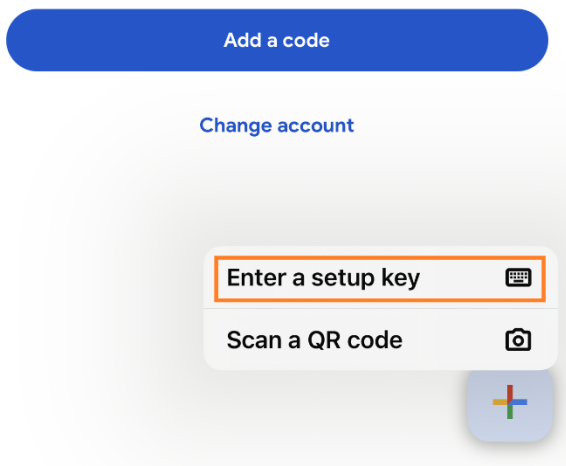 Add a code
Change account
Enter a setup key
Scan a QR code